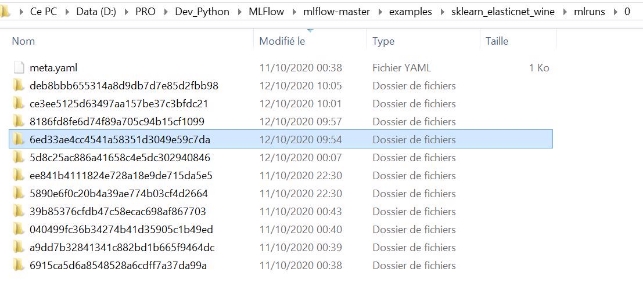 Ce PC > Data (D:) > PRO > Dev_Python > MLFlow > mlflow-master > examples > sklearn_elasticnet_wine > mlruns > 0
Nom Modifié le Type Taille
meta.yaml 11/10/2020 00:38 Fichier YAML 1 Ko
deb8bbb655314a8d9db7d7e85d2fbb98 12/10/2020 10:05 Dossier de fichiers
ce3ee5125d63497aa157be37c3bfdc21 12/10/2020 10:01 Dossier de fichiers
8186fd8fe6d74f89a705c94b15cf1099 12/10/2020 09:57 Dossier de fichiers
6ed33ae4cc4541a58351d3049e59c7da 12/10/2020 09:54 Dossier de fichiers
5d8c25ac886a41658c4e5dc302940846 12/10/2020 00:07 Dossier de fichiers
ee841b4111824e728a18e9de715da5e5 11/10/2020 22:30 Dossier de fichiers
5890e6f0c20b4a39ae774b03cf4d2664 11/10/2020 22:30 Dossier de fichiers
39b85376cfdb47c58ecac698af867703 11/10/2020 00:43 Dossier de fichiers
040499fc36b34274b41d35905c1b49ed 11/10/2020 00:40 Dossier de fichiers
a9dd7b32841341c882bd1b665f9464dc 11/10/2020 00:39 Dossier de fichiers
6915ca5d6a8548528a6cdff7a37da99a 11/10/2020 00:38 Dossier de fichiers